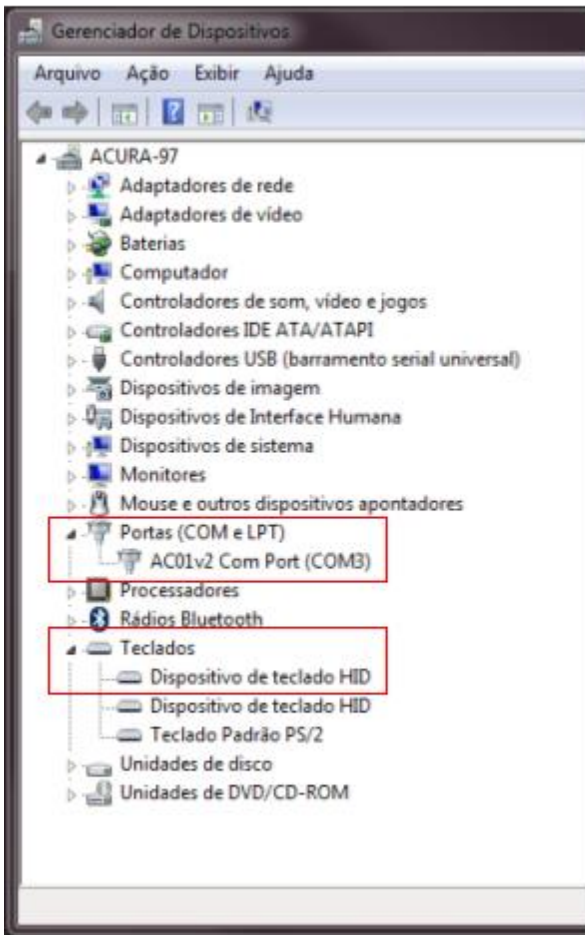 Gerenciador de Dispositivos
Arquivo Ação Exibir Ajuda
ACURA-97
Adaptadores de rede
Adaptadores de vídeo
Baterias
Computador
Controladores de som, vídeo e jogos
Controladores IDE ATA/ATAPI
Controladores USB (barramento serial universal)
Dispositivos de imagem
Dispositivos de Interface Humana
Dispositivos de sistema
Monitores
Mouse e outros dispositivos apontadores
Portas (COM e LPT)
AC01v2 Com Port (COM3)
Processadores
Rádios Bluetooth
Teclados
Dispositivo de teclado HID
Dispositivo de teclado HID
Teclado Padrão PS/2
Unidades de disco
Unidades de DVD/CD-ROM